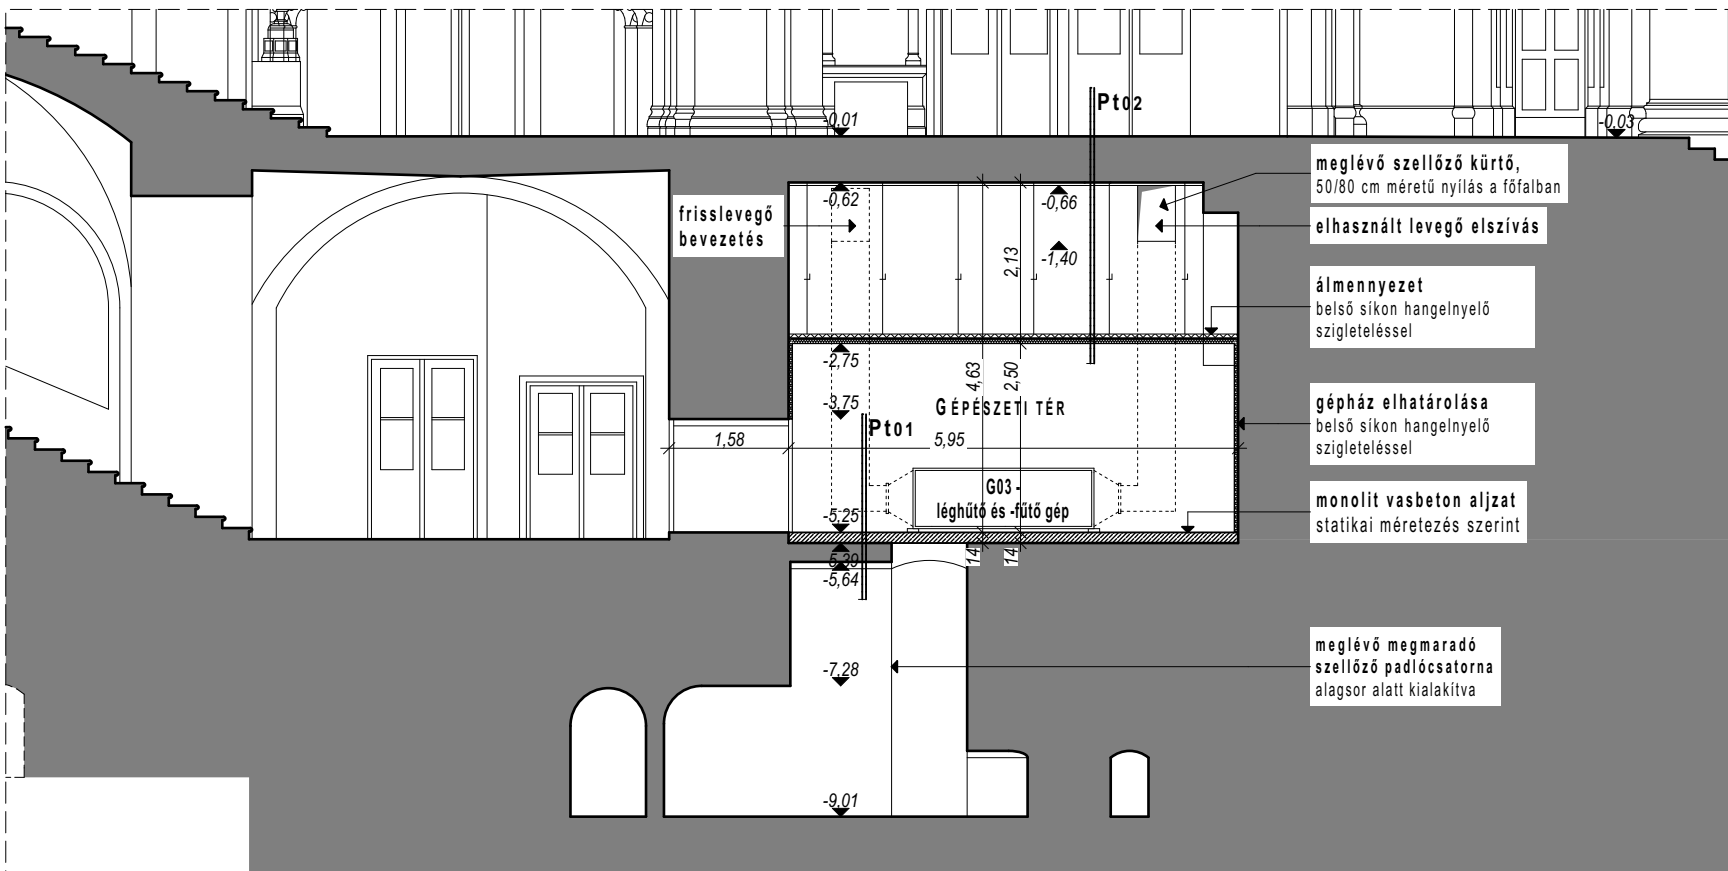 Pt02
-0,01
-0,03
meglévő szellőző kürtő,
50/80 cm méretű nyílás a főfalban
frisslevegő
bevezetés
-0,62
-0,66
elhasznált levegő elszívás
-1,40
2,13
álmennyezet
belső síkon hangelnyelő
szigeteléssel
-2,75
4,63
2,50
-3,75
GÉPÉSZETI TÉR
gépház elhatárolása
belső síkon hangelnyelő
szigeteléssel
Pt01
1,58
5,95
G03 -
léghűtő és -fűtő gép
monolit vasbeton aljzat
statikai méretezés szerint
-5,25
14
14
-5,39
-5,64
meglévő megmaradó
szellőző padlócsatorna
alagsor alatt kialakítva
-7,28
-9,01